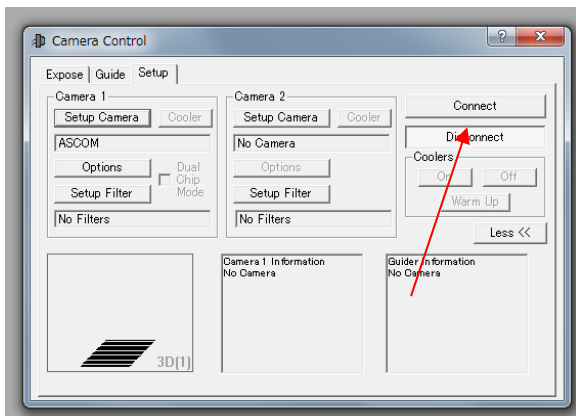 Camera Control
Expose Guide Setup
Camera 1
Setup Camera Cooler
ASCOM
Options Dual Chip Mode
Setup Filter
No Filters
Camera 2
Setup Camera Cooler
No Camera
Options
Setup Filter
No Filters
Connect
Disconnect
Coolers
On Off
Warm Up
Less <<
3D(1)
Camera 1 Information
No Camera
Guider Information
No Camera